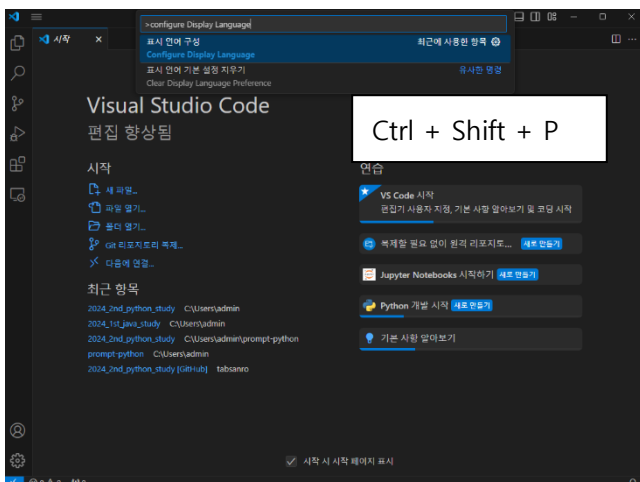 >configure Display Language
표시 언어 구성
최근에 사용한 항목
Configure Display Language
표시 언어 기본 설정 지우기
유사한 명령
Clear Display Language Preference
시작
Visual Studio Code
편집 향상됨
Ctrl + Shift + P
시작
새 파일...
파일 열기...
폴더 열기...
Git 리포지토리 복제...
다음에 연결...
최근 항목
2024_2nd_python_study C:\Users\admin
2024_1st_java_study C:\Users\admin
2024_2nd_python_study C:\Users\admin\prompt-python
prompt-python C:\Users\admin
2024_2nd_python_study [GitHub] tabsanro
연습
VS Code 시작
편집기 사용자 지정, 기본 사항 알아보기 및 코딩 시작
복제할 필요 없이 원격 리포지토... 새로 만들기
Jupyter Notebooks 시작하기 새로 만들기
Python 개발 시작 새로 만들기
기본 사항 알아보기
시작 시 시작 페이지 표시